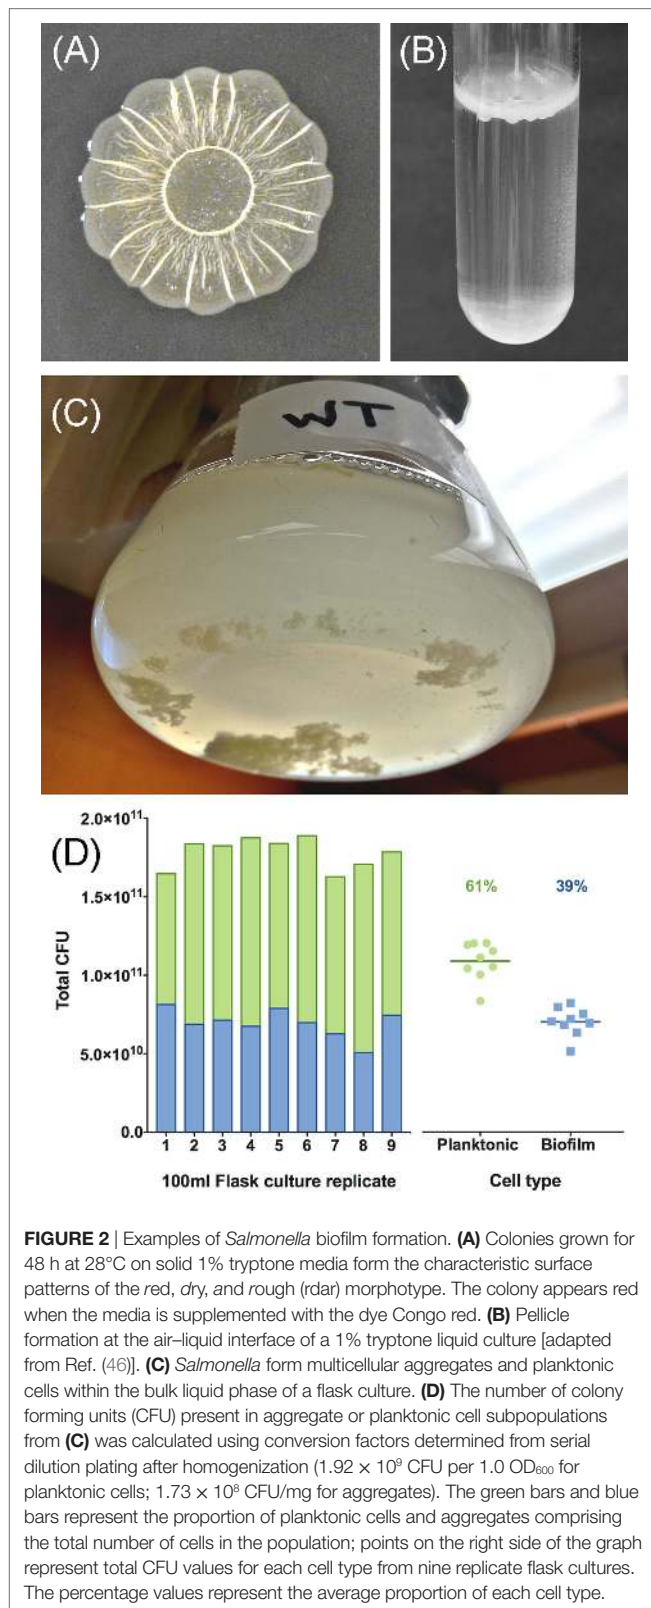 (A)
(B)
(C)
WT
(D)
2.0×10¹¹
1.5×10¹¹
1.0×10¹¹
5.0×10¹⁰
0.0
Total CFU
1 2 3 4 5 6 7 8 9
100ml Flask culture replicate
61% 39%
Planktonic Biofilm
Cell type
FIGURE 2 | Examples of Salmonella biofilm formation. (A) Colonies grown for
48 h at 28°C on solid 1% tryptone media form the characteristic surface
patterns of the red, dry, and rough (rdar) morphotype. The colony appears red
when the media is supplemented with the dye Congo red. (B) Pellicle
formation at the air–liquid interface of a 1% tryptone liquid culture [adapted
from Ref. (46)]. (C) Salmonella form multicellular aggregates and planktonic
cells within the bulk liquid phase of a flask culture. (D) The number of colony
forming units (CFU) present in aggregate or planktonic cell subpopulations
from (C) was calculated using conversion factors determined from serial
dilution plating after homogenization (1.92 × 10⁹ CFU per 1.0 OD₆₀₀ for
planktonic cells; 1.73 × 10⁸ CFU/mg for aggregates). The green bars and blue
bars represent the proportion of planktonic cells and aggregates comprising
the total number of cells in the population; points on the right side of the graph
represent total CFU values for each cell type from nine replicate flask cultures.
The percentage values represent the average proportion of each cell type.